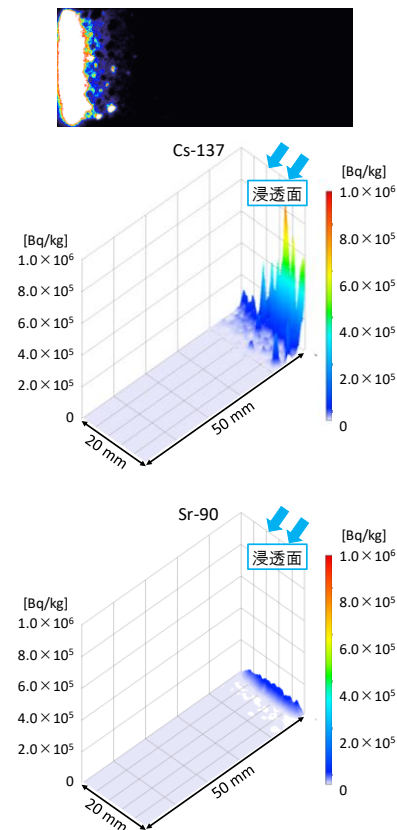 Cs-137
[Bq/kg]
浸透面
1.0×10⁶
[Bq/kg]
8.0×10⁵
1.0×10⁶
6.0×10⁵
8.0×10⁵
6.0×10⁵
4.0×10⁵
4.0×10⁵
2.0×10⁵
2.0×10⁵
0
0
20 mm
50 mm
Sr-90
[Bq/kg]
浸透面
1.0×10⁶
[Bq/kg]
8.0×10⁵
1.0×10⁶
6.0×10⁵
8.0×10⁵
6.0×10⁵
4.0×10⁵
4.0×10⁵
2.0×10⁵
2.0×10⁵
0
0
20 mm
50 mm